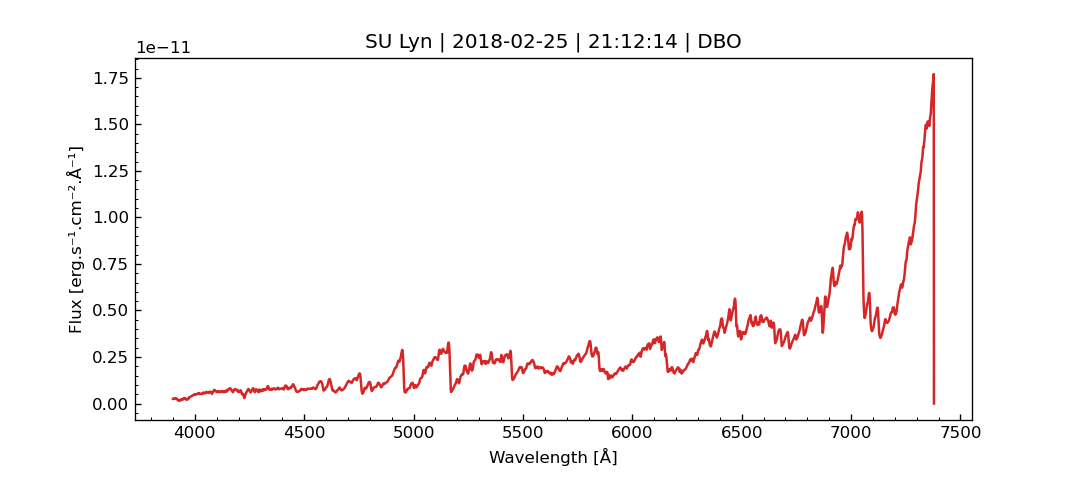 SU Lyn | 2018-02-25 | 21:12:14 | DBO
1e−11
1.75
1.50
1.25
1.00
0.75
0.50
0.25
0.00
Flux [erg.s⁻¹.cm⁻².Å⁻¹]
4000 4500 5000 5500 6000 6500 7000 7500
Wavelength [Å]